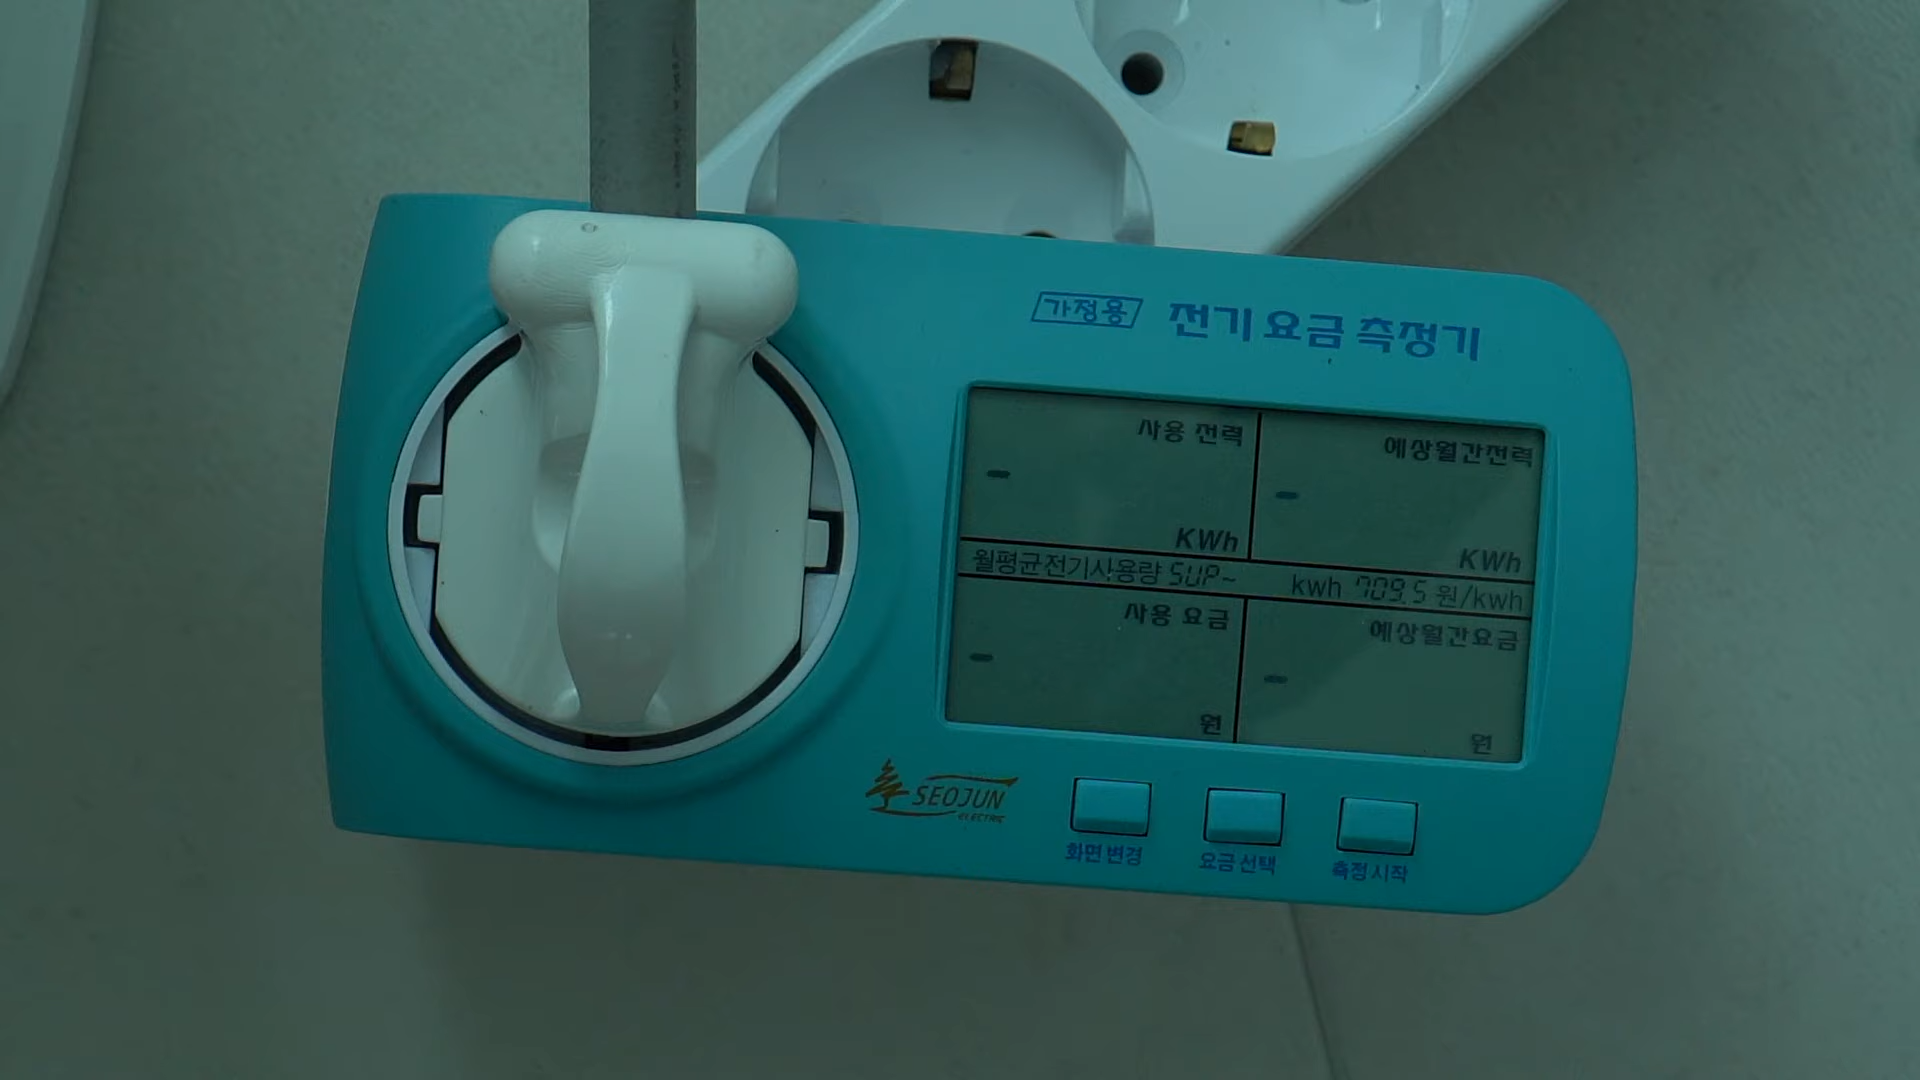 가정용 전기요금측정기
사용 전력
예상월간전력
-
-
KWh
KWh
월평균전기사용량 SUP~ kwh 709.5 원/kwh
사용 요금
예상월간요금
-
-
원
원
SEOJUN
ELECTRIC
화면변경
요금선택
측정시작